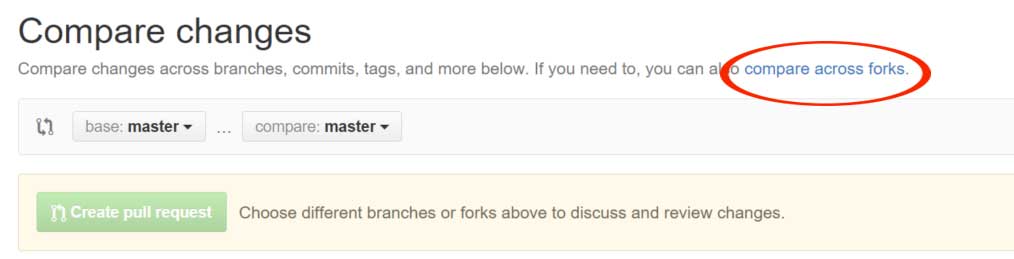 Compare changes
Compare changes across branches, commits, tags, and more below. If you need to, you can also compare across forks.
base: master ... compare: master
Create pull request Choose different branches or forks above to discuss and review changes.